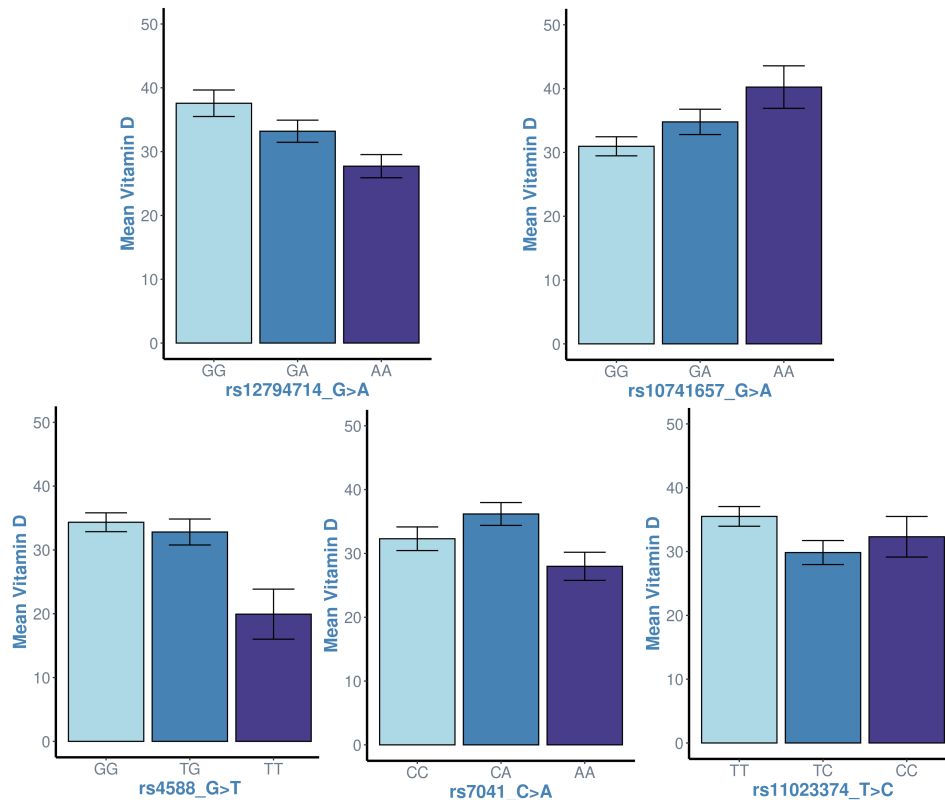 Mean Vitamin D
50
40
30
20
10
0
GG GA AA
rs12794714_G>A
Mean Vitamin D
50
40
30
20
10
0
GG GA AA
rs10741657_G>A
Mean Vitamin D
50
40
30
20
10
0
GG TG TT
rs4588_G>T
Mean Vitamin D
50
40
30
20
10
0
CC CA AA
rs7041_C>A
Mean Vitamin D
50
40
30
20
10
0
TT TC CC
rs11023374_T>C